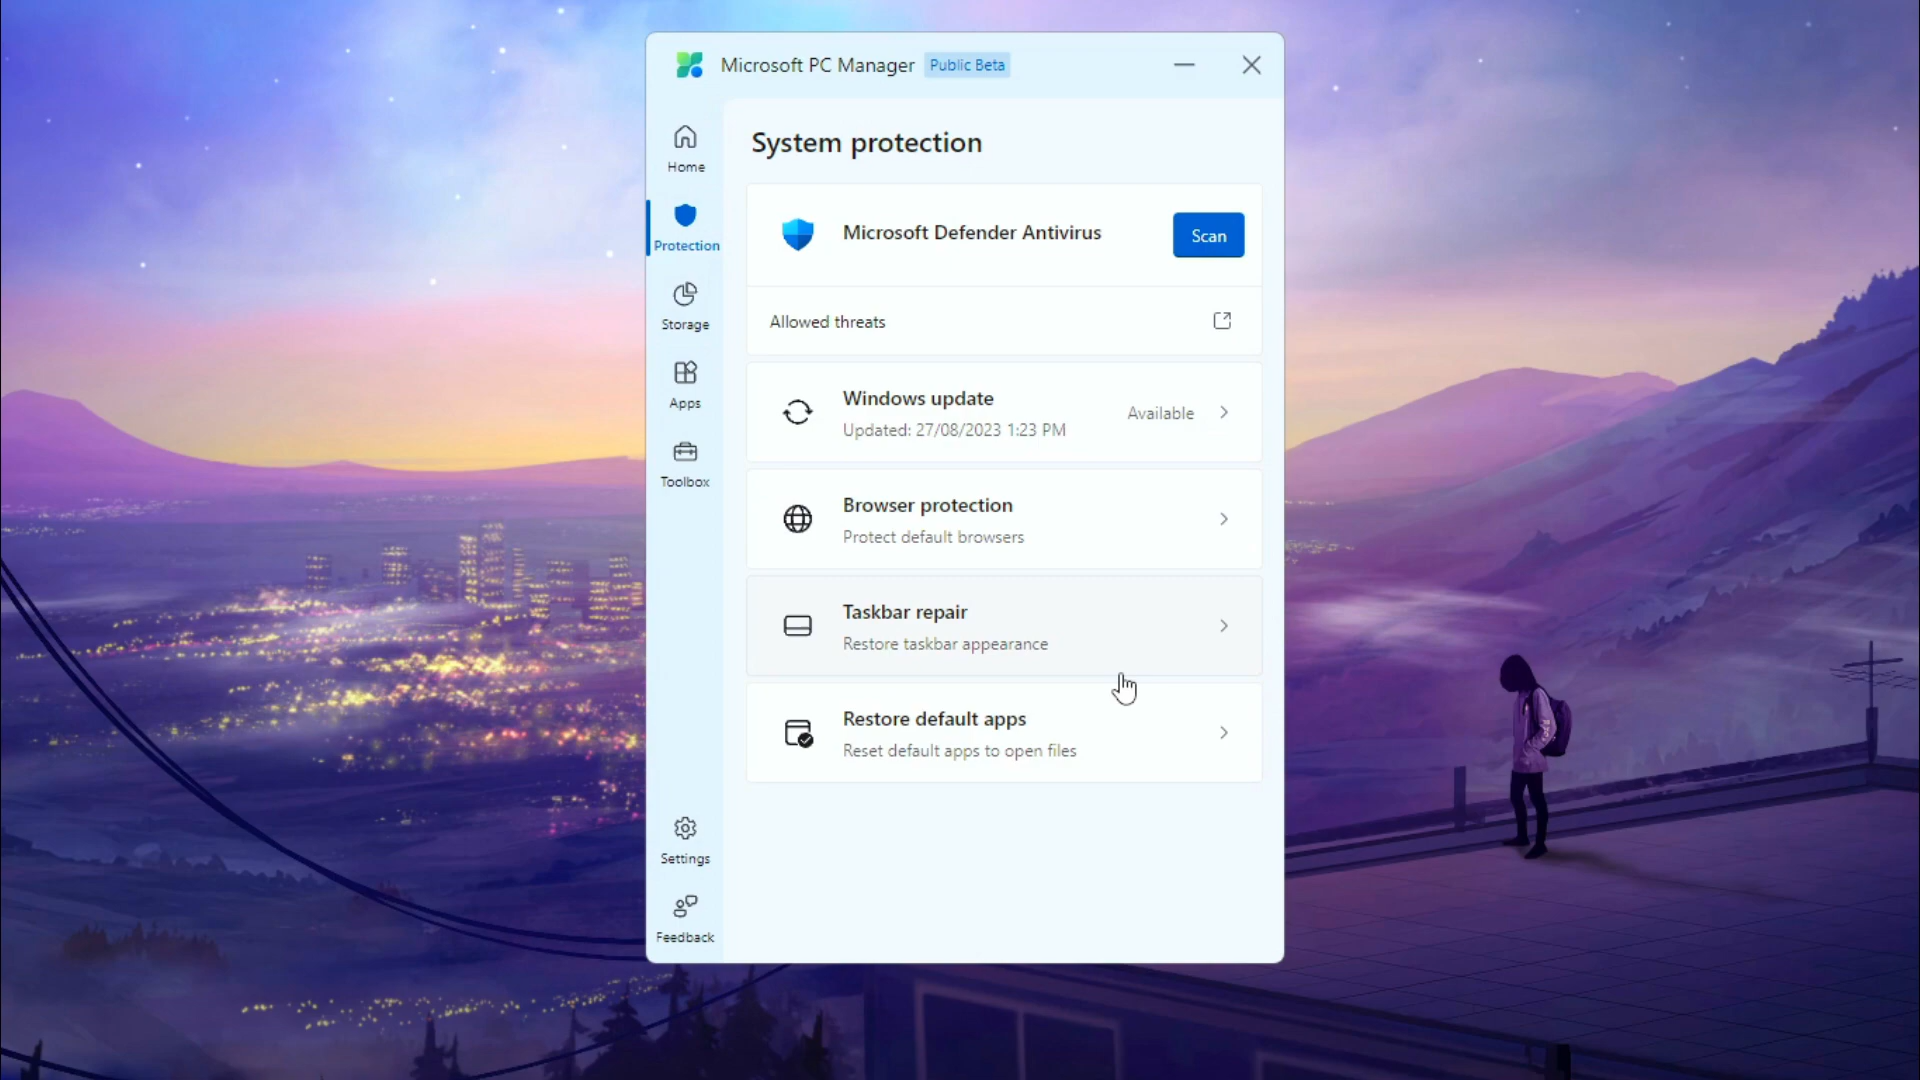 Microsoft PC Manager Public Beta
Home
Protection
Storage
Apps
Toolbox
Settings
Feedback
System protection
Microsoft Defender Antivirus
Scan
Allowed threats
Windows update
Updated: 27/08/2023 1:23 PM
Available
Browser protection
Protect default browsers
Taskbar repair
Restore taskbar appearance
Restore default apps
Reset default apps to open files